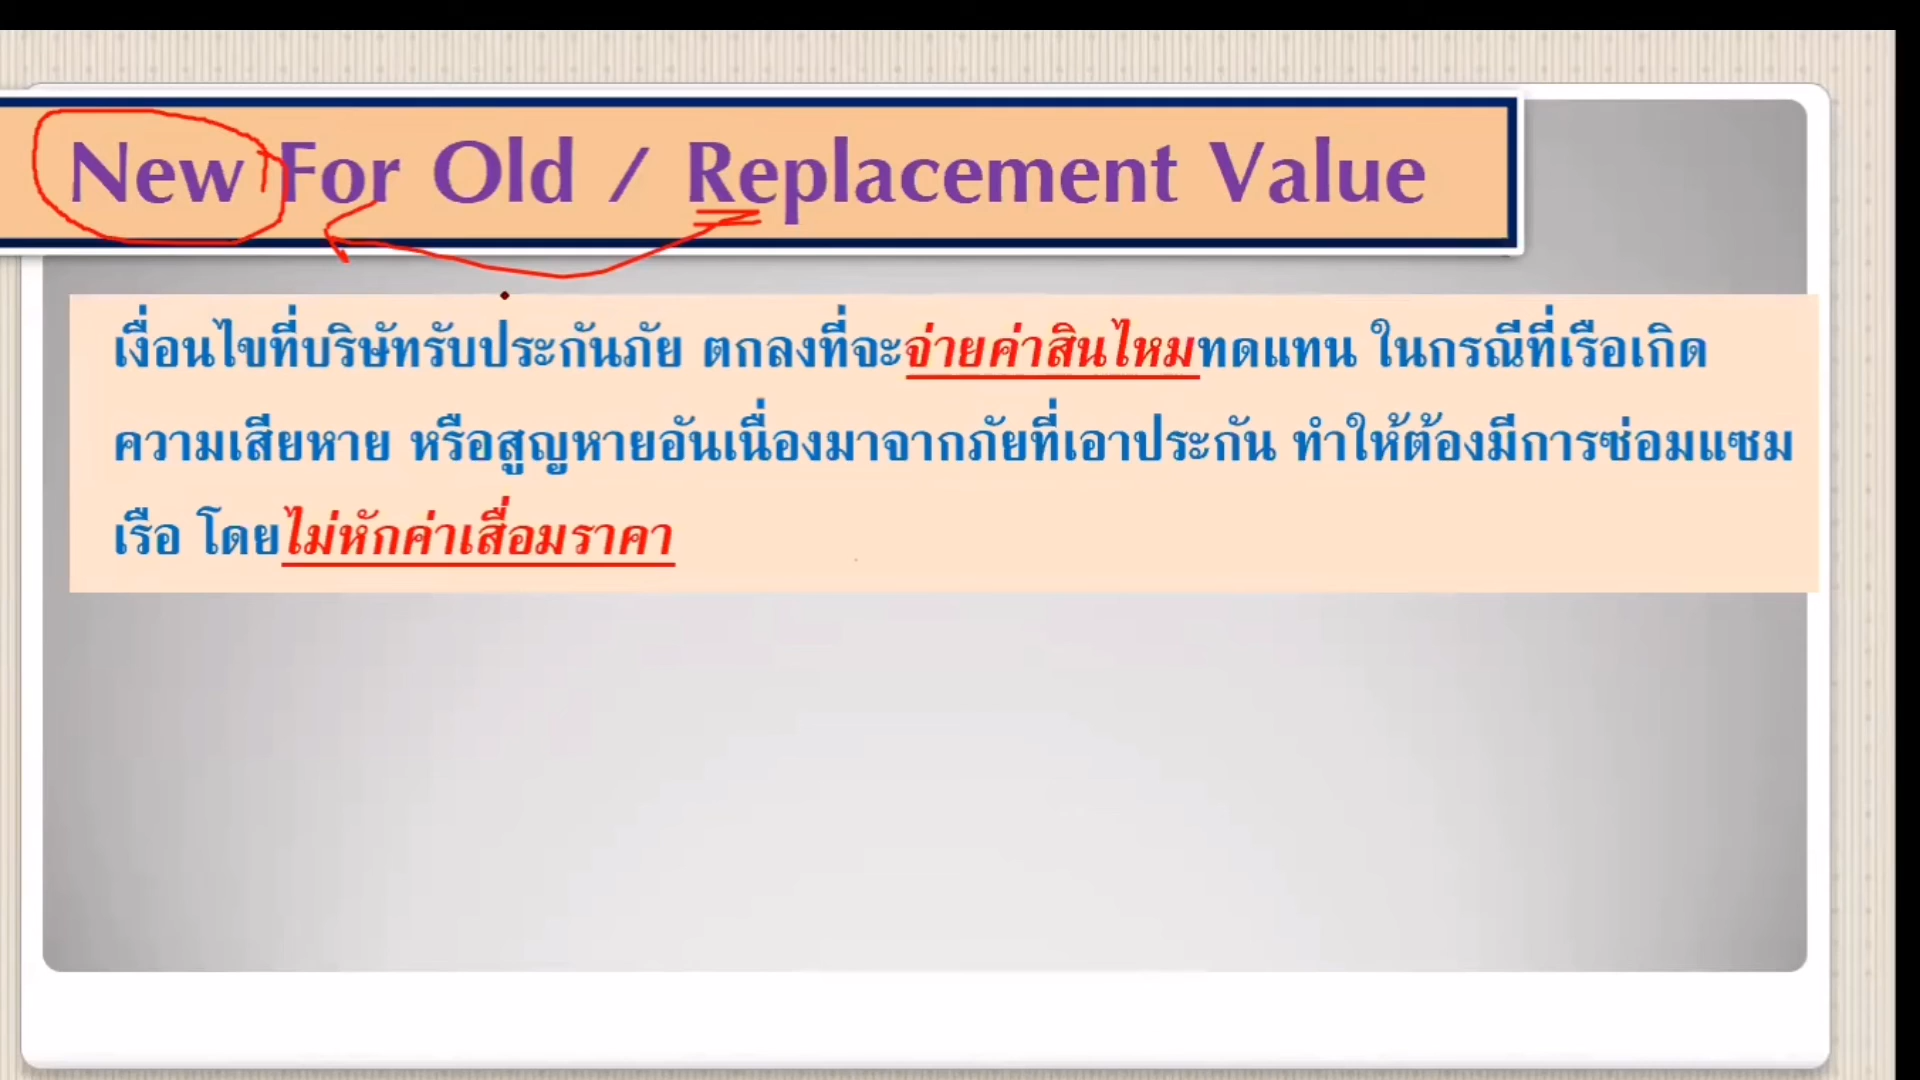 New For Old / Replacement Value
เงื่อนไขที่บริษัทรับประกันภัย ตกลงที่จะจ่ายค่าสินไหมทดแทน ในกรณีที่เรือเกิด
ความเสียหาย หรือสูญหายอันเนื่องมาจากภัยที่เอาประกัน ทำให้ต้องมีการซ่อมแซม
เรือ โดยไม่หักค่าเสื่อมราคา